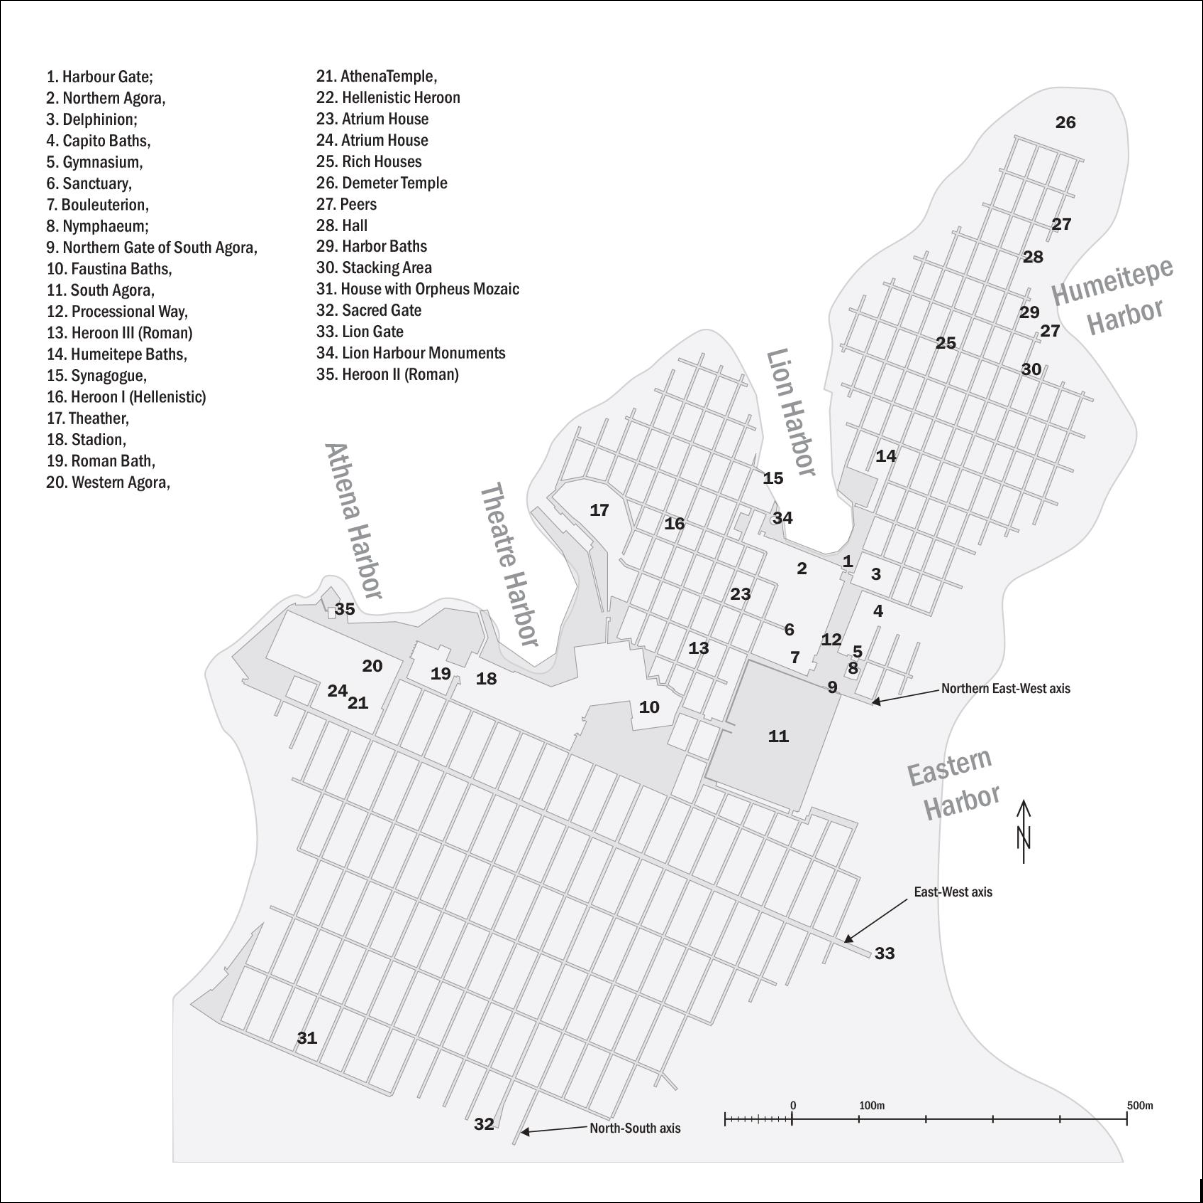 1. Harbour Gate;
2. Northern Agora,
3. Delphinion;
4. Capito Baths,
5. Gymnasium,
6. Sanctuary,
7. Bouleuterion,
8. Nymphaeum;
9. Northern Gate of South Agora,
10. Faustina Baths,
11. South Agora,
12. Processional Way,
13. Heroon III (Roman)
14. Humeitepe Baths,
15. Synagogue,
16. Heroon I (Hellenistic)
17. Theather,
18. Stadion,
19. Roman Bath,
20. Western Agora,
21. AthenaTemple,
22. Hellenistic Heroon
23. Atrium House
24. Atrium House
25. Rich Houses
26. Demeter Temple
27. Peers
28. Hall
29. Harbor Baths
30. Stacking Area
31. House with Orpheus Mozaic
32. Sacred Gate
33. Lion Gate
34. Lion Harbour Monuments
35. Heroon II (Roman)
26
27
28
Humeitepe
Harbor
29
27
25
30
Lion Harbor
14
Athena Harbor
Theatre Harbor
15
17
16
34
1
2
3
23
35
4
6
12
13
5
7
20
8
19
18
9
Northern East-West axis
24
21
10
11
Eastern
Harbor
N
East-West axis
33
31
0
100m
500m
32
North-South axis